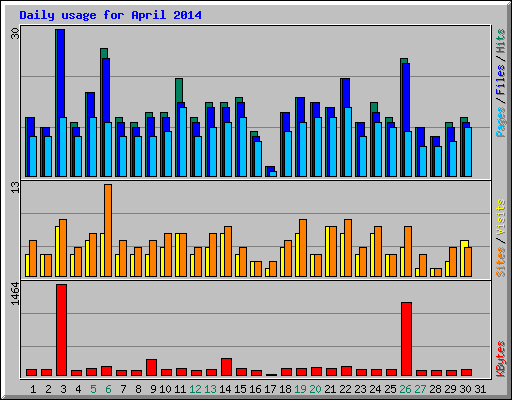 Daily usage for April 2014
30
Pages / Files / Hits
13
Sites / Visits
1464
KBytes
1 2 3 4 5 6 7 8 9 10 11 12 13 14 15 16 17 18 19 20 21 22 23 24 25 26 27 28 29 30 31